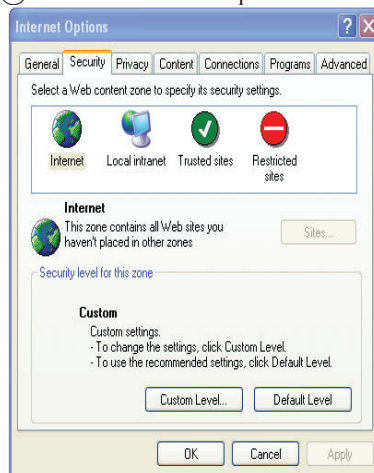 Internet Options
General Security Privacy Content Connections Programs Advanced
Select a Web content zone to specify its security settings.
Internet Local intranet Trusted sites Restricted sites
Internet
This zone contains all Web sites you
haven't placed in other zones
Sites...
Security level for this zone
Custom
Custom settings.
- To change the settings, click Custom Level.
- To use the recommended settings, click Default Level.
Custom Level... Default Level
OK Cancel Apply